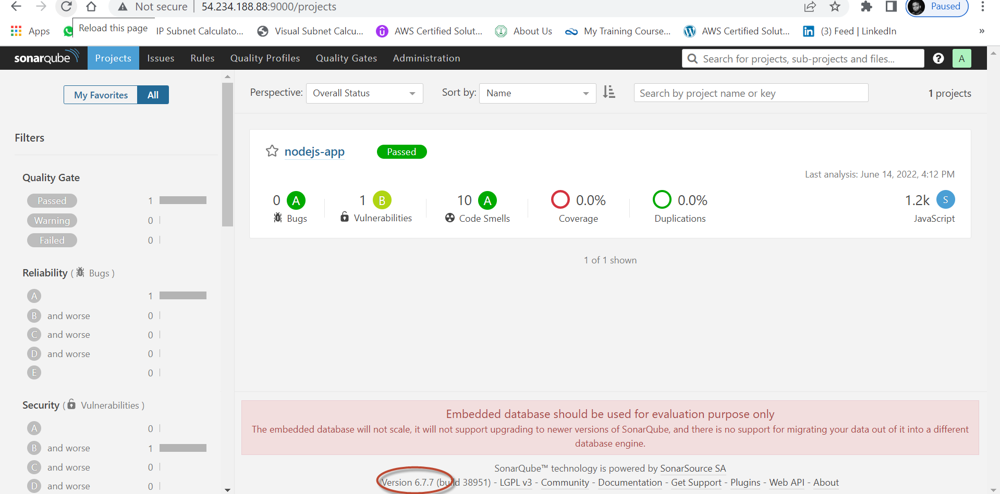 Not secure | 54.234.188.88:9000/projects
Paused
Apps
Reload this page
IP Subnet Calculato...
Visual Subnet Calcu...
AWS Certified Solut...
About Us
My Training Course...
AWS Certified Solut...
(3) Feed | LinkedIn
»
sonarqube Projects Issues Rules Quality Profiles Quality Gates Administration
Search for projects, sub-projects and files...
? A
My Favorites All
Filters
Quality Gate
Passed 1
Warning 0
Failed 0
Reliability ( Bugs )
A 1
B and worse 0
C and worse 0
D and worse 0
E 0
Security ( Vulnerabilities )
A 0
B and worse 1
C and worse 0
D and worse 0
Perspective: Overall Status
Sort by: Name
Search by project name or key
1 projects
nodejs-app Passed
Last analysis: June 14, 2022, 4:12 PM
0 A 1 B 10 A 0.0% 0.0% 1.2k S
Bugs Vulnerabilities Code Smells Coverage Duplications JavaScript
1 of 1 shown
Embedded database should be used for evaluation purpose only
The embedded database will not scale, it will not support upgrading to newer versions of SonarQube, and there is no support for migrating your data out of it into a different
database engine.
SonarQube™ technology is powered by SonarSource SA
Version 6.7.7 (build 38951) - LGPL v3 - Community - Documentation - Get Support - Plugins - Web API - About